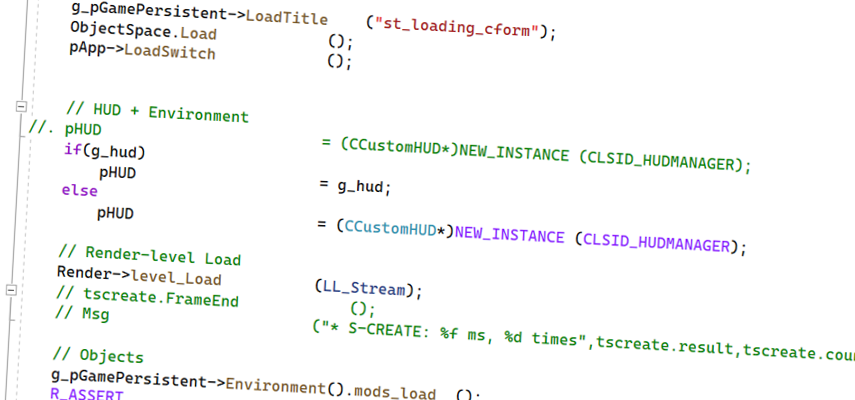 g_pGamePersistent->LoadTitle ("st_loading_cform");
ObjectSpace.Load ();
pApp->LoadSwitch ();
// HUD + Environment
//. pHUD = (CCustomHUD*)NEW_INSTANCE (CLSID_HUDMANAGER);
if(g_hud)
pHUD = g_hud;
else
pHUD = (CCustomHUD*)NEW_INSTANCE (CLSID_HUDMANAGER);
// Render-level Load
Render->level_Load (LL_Stream);
// tscreate.FrameEnd ();
// Msg ("* S-CREATE: %f ms, %d times",tscreate.result,tscreate.cou
// Objects
g_pGamePersistent->Environment().mods_load ();
R_ASSERT